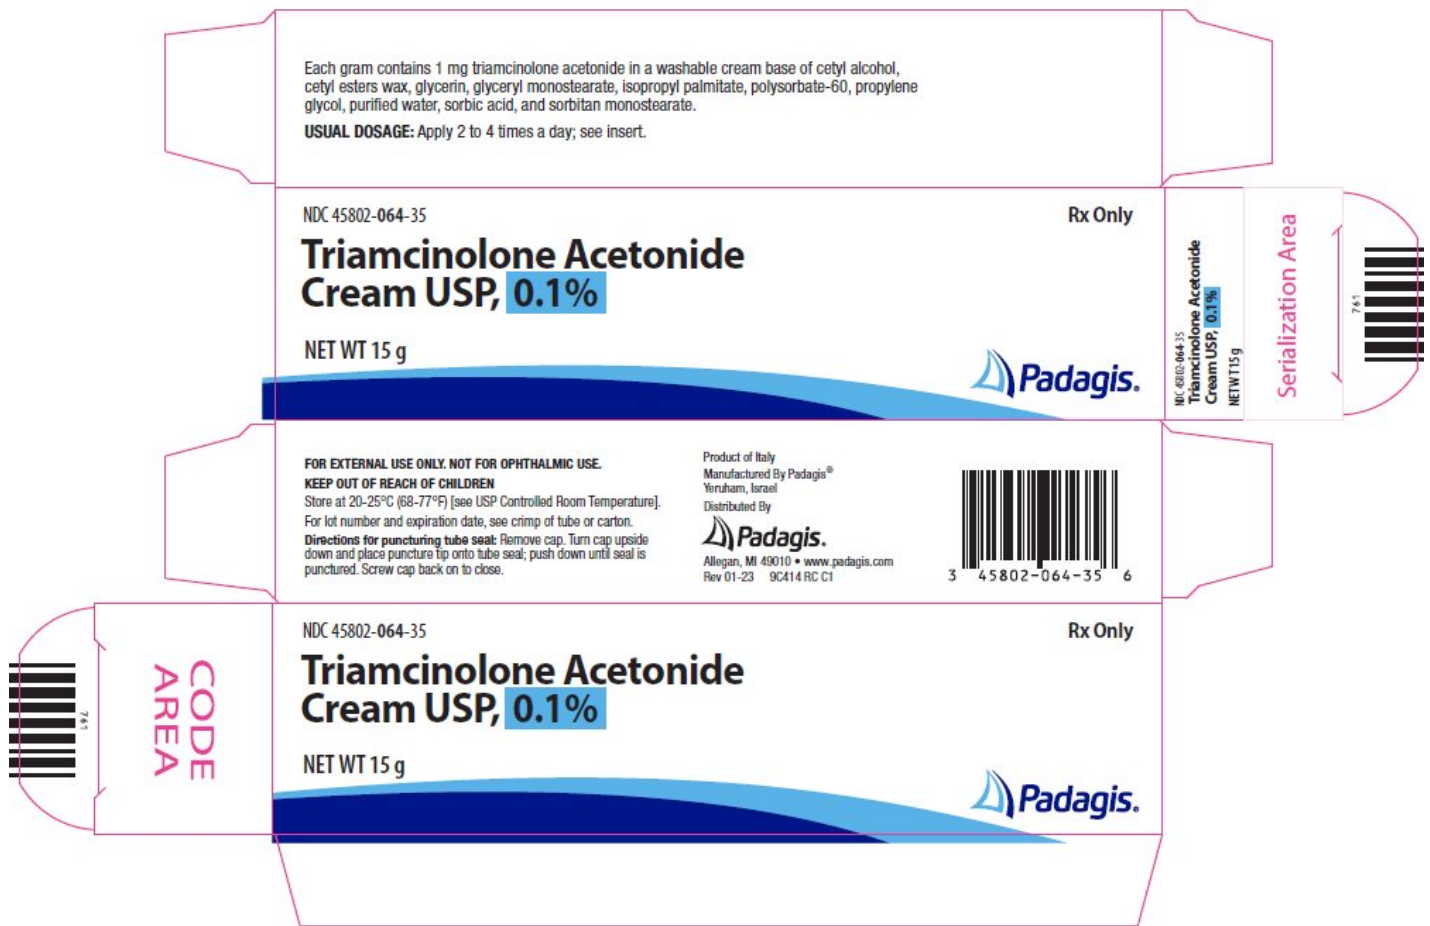 Each gram contains 1 mg triamcinolone acetonide in a washable cream base of cetyl alcohol,
cetyl esters wax, glycerin, glyceryl monostearate, isopropyl palmitate, polysorbate-60, propylene
glycol, purified water, sorbic acid, and sorbitan monostearate.
USUAL DOSAGE: Apply 2 to 4 times a day; see insert.
NDC 45802-064-35
Rx Only
Triamcinolone Acetonide
Cream USP, 0.1%
NET WT 15 g
Padagis®
NDC 45802-064-35
Triamcinolone Acetonide
Cream USP, 0.1%
NET WT 15 g
Serialization Area
761
FOR EXTERNAL USE ONLY. NOT FOR OPHTHALMIC USE.
KEEP OUT OF REACH OF CHILDREN
Store at 20-25°C (68-77°F) [see USP Controlled Room Temperature].
For lot number and expiration date, see crimp of tube or carton.
Directions for puncturing tube seal: Remove cap. Turn cap upside
down and place puncture tip onto tube seal; push down until seal is
punctured. Screw cap back on to close.
Product of Italy
Manufactured By Padagis®
Yeruham, Israel
Distributed By
Padagis®
Allegan, MI 49010 • www.padagis.com
Rev 01-23 9C414 RC C1
3 45802-064-35 6
761
CODE
AREA
NDC 45802-064-35
Rx Only
Triamcinolone Acetonide
Cream USP, 0.1%
NET WT 15 g
Padagis®